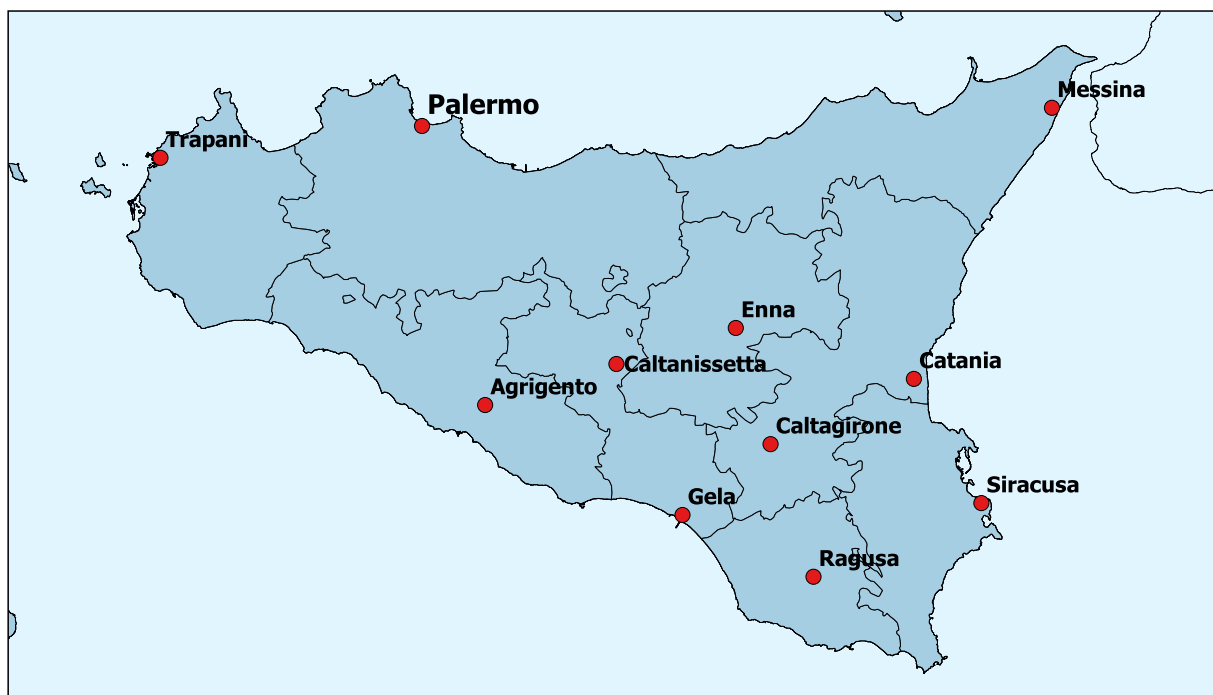 Messina
Palermo
Trapani
Enna
Catania
Caltanissetta
Agrigento
Caltagirone
Siracusa
Gela
Ragusa